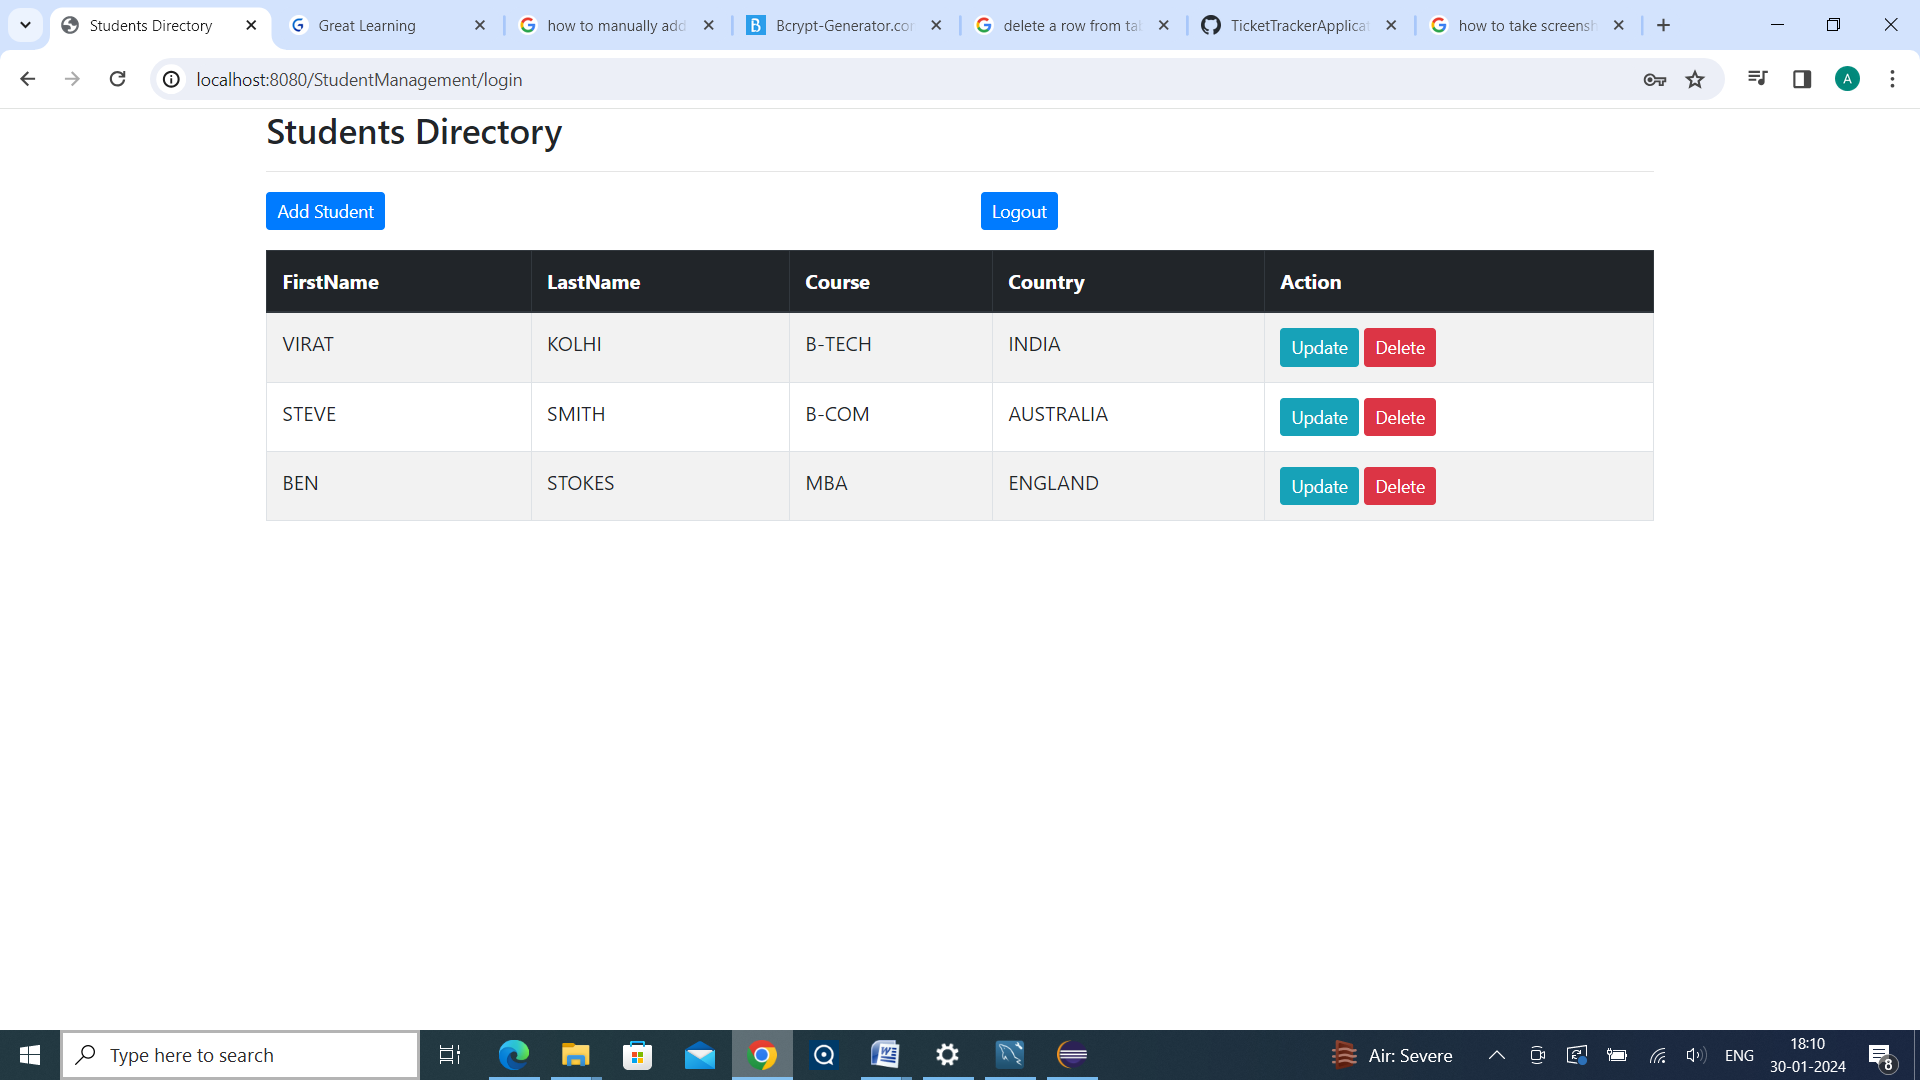 Students Directory
Great Learning
how to manually add
Bcrypt-Generator.com
delete a row from tal
TicketTrackerApplicat
how to take screensh
localhost:8080/StudentManagement/login
A
Students Directory
Add Student Logout
FirstName LastName Course Country Action
VIRAT KOLHI B-TECH INDIA Update Delete
STEVE SMITH B-COM AUSTRALIA Update Delete
BEN STOKES MBA ENGLAND Update Delete
Type here to search
Air: Severe
ENG
18:10
30-01-2024
8